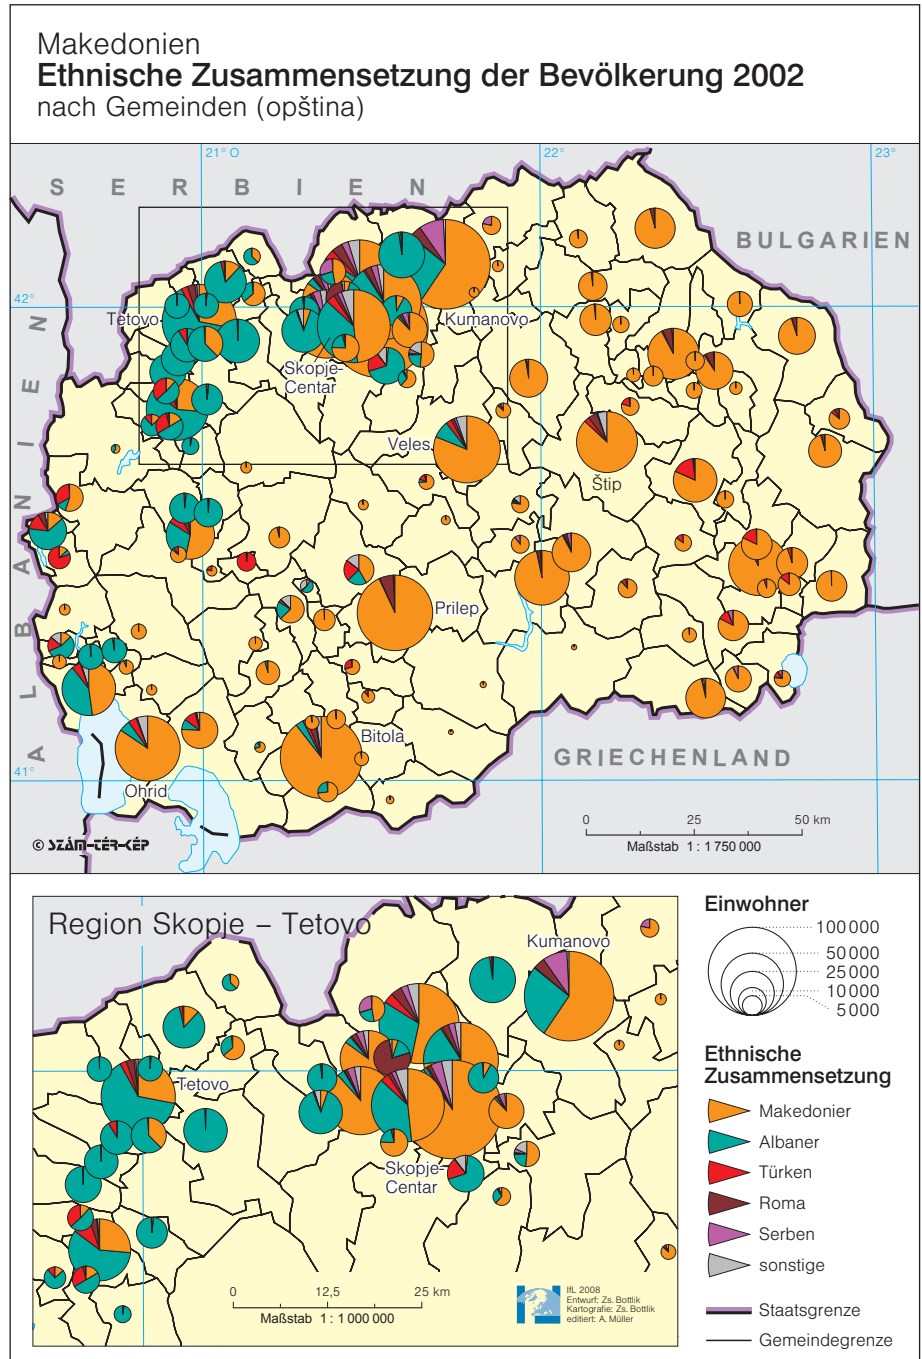 Makedonien
Ethnische Zusammensetzung der Bevölkerung 2002
nach Gemeinden (opština)
21° O
22°
23°
SERBIEN
BULGARIEN
42°
Tetovo
Kumanovo
Skopje-
Centar
Veles
Štip
ALBANIEN
Prilep
Bitola
GRIECHENLAND
41°
Ohrid
0 25 50 km
Maßstab 1 : 1 750 000
© SZÁM-TÉR-KÉP
Region Skopje – Tetovo
Kumanovo
Tetovo
Skopje-
Centar
0 12,5 25 km
Maßstab 1 : 1 000 000
IfL 2008
Entwurf: Zs. Bottlik
Kartografie: Zs. Bottlik
editiert: A. Müller
Einwohner
100 000
50 000
25 000
10 000
5 000
Ethnische
Zusammensetzung
Makedonier
Albaner
Türken
Roma
Serben
sonstige
Staatsgrenze
Gemeindegrenze